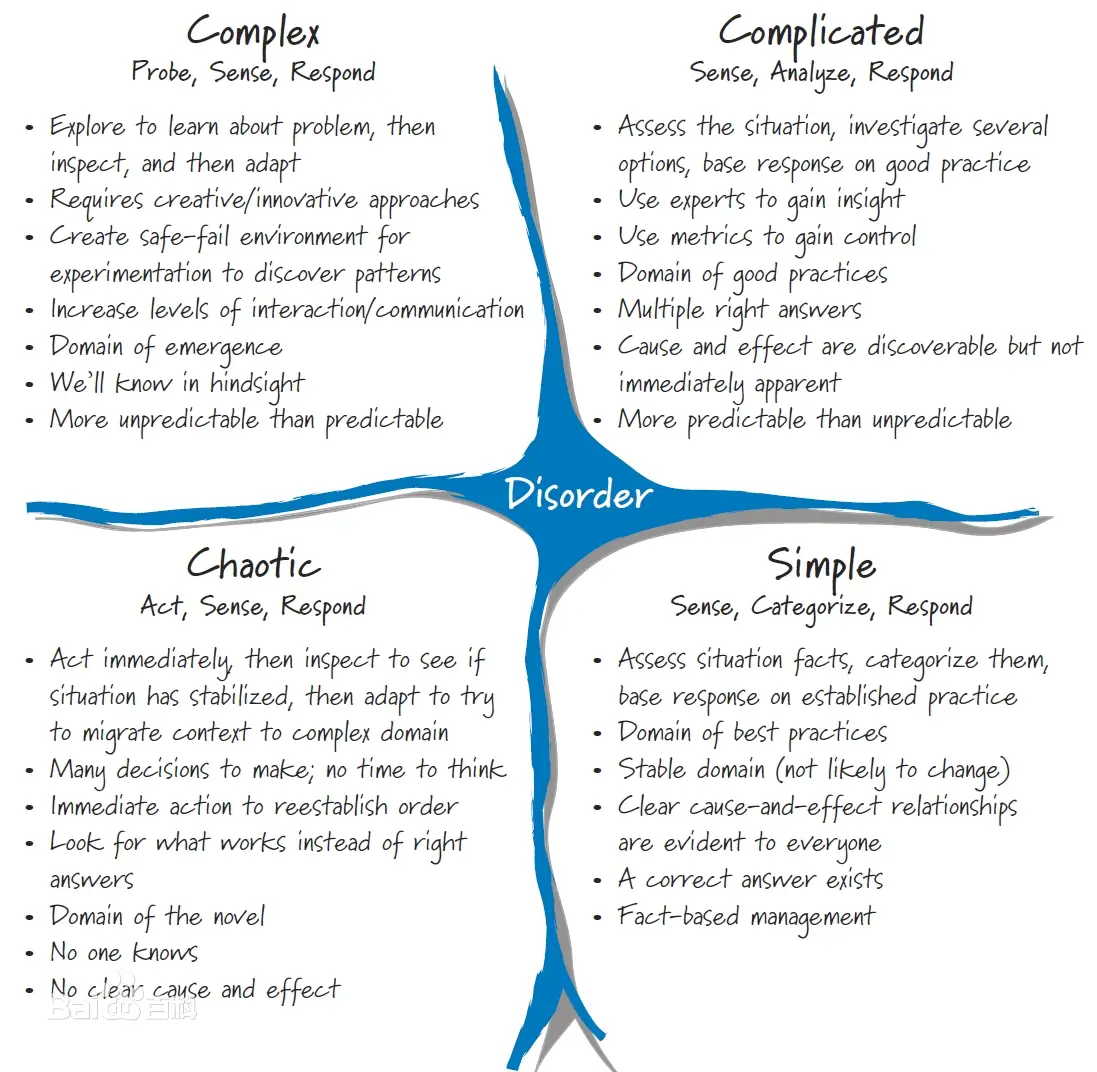 Complex
Probe, Sense, Respond
• Explore to learn about problem, then
inspect, and then adapt
• Requires creative/innovative approaches
• Create safe-fail environment for
experimentation to discover patterns
• Increase levels of interaction/communication
• Domain of emergence
• We'll know in hindsight
• More unpredictable than predictable
Complicated
Sense, Analyze, Respond
• Assess the situation, investigate several
options, base response on good practice
• Use experts to gain insight
• Use metrics to gain control
• Domain of good practices
• Multiple right answers
• Cause and effect are discoverable but not
immediately apparent
• More predictable than unpredictable
Disorder
Chaotic
Act, Sense, Respond
• Act immediately, then inspect to see if
situation has stabilized, then adapt to try
to migrate context to complex domain
• Many decisions to make; no time to think
• Immediate action to reestablish order
• Look for what works instead of right
answers
• Domain of the novel
• No one knows
• No clear cause and effect
Simple
Sense, Categorize, Respond
• Assess situation facts, categorize them,
base response on established practice
• Domain of best practices
• Stable domain (not likely to change)
• Clear cause-and-effect relationships
are evident to everyone
• A correct answer exists
• Fact-based management
Bai百科